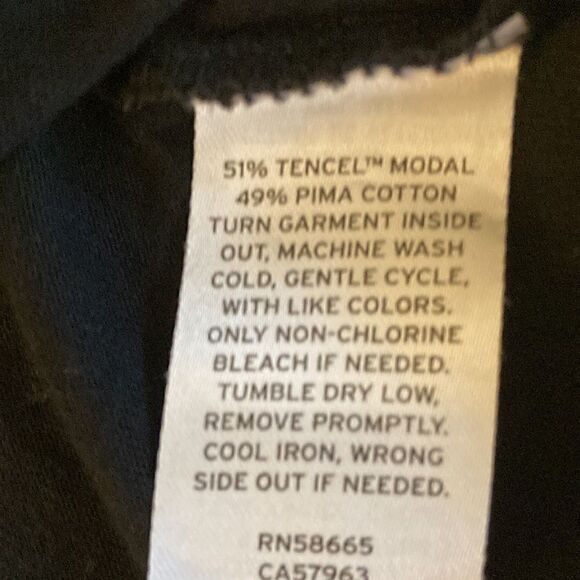 51% TENCEL™ MODAL
49% PIMA COTTON
TURN GARMENT INSIDE
OUT, MACHINE WASH
COLD, GENTLE CYCLE,
WITH LIKE COLORS.
ONLY NON-CHLORINE
BLEACH IF NEEDED.
TUMBLE DRY LOW,
REMOVE PROMPTLY.
COOL IRON, WRONG
SIDE OUT IF NEEDED.
RN58665
CA57963